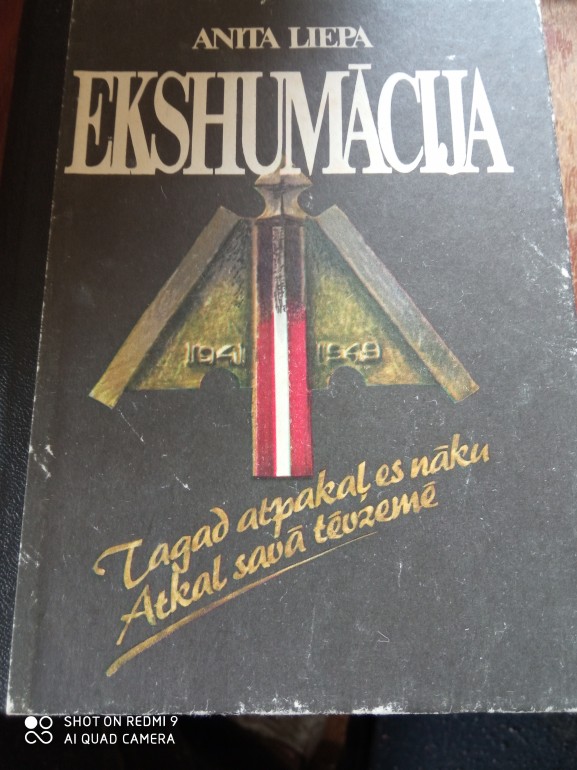 ANITA LIEPA
EKSHUMĀCIJA
1941 1949
Tagad atpakaļ es nāku
Atkal savā tēvzemē
SHOT ON REDMI 9
AI QUAD CAMERA